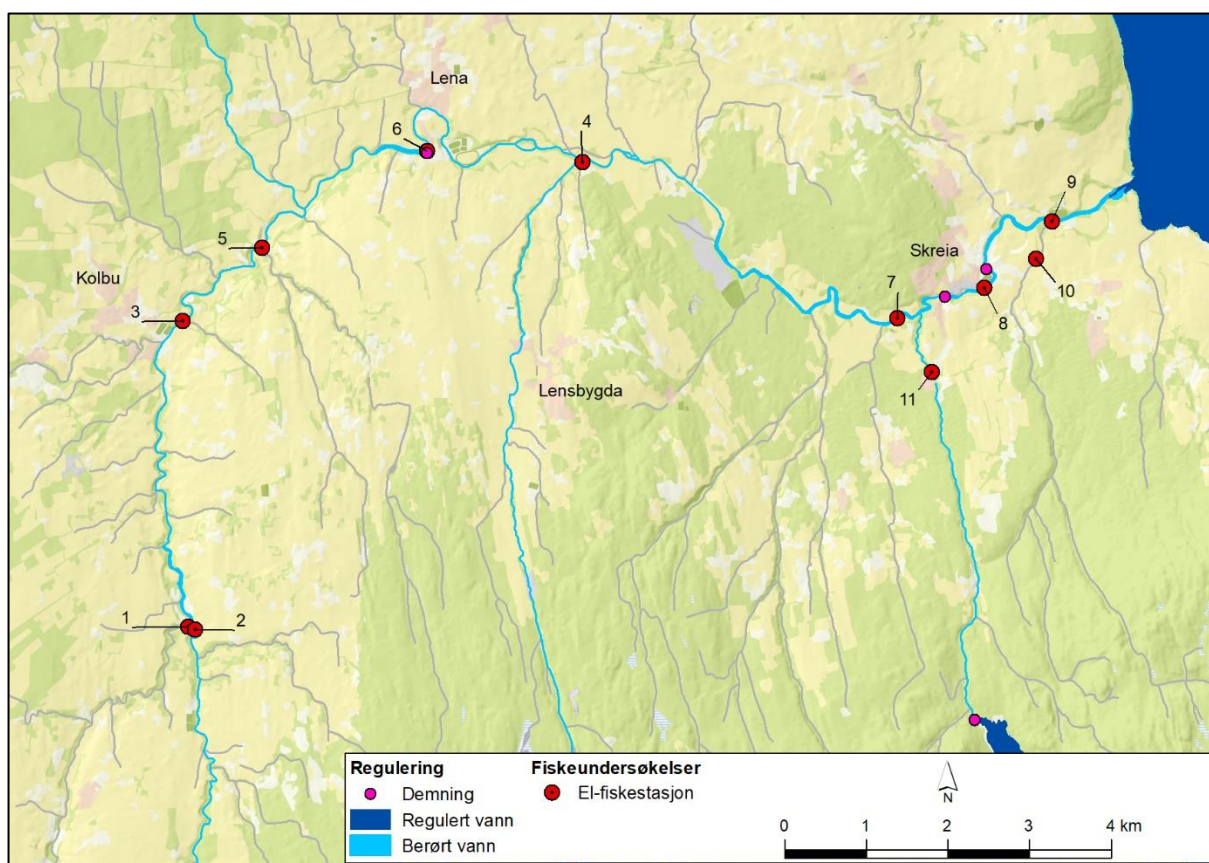 Lena
6
4
9
5
Skreia
Kolbu
10
3
7
8
Lensbygda
11
1
2
Regulering
Demning
Regulert vann
Berørt vann
Fiskeundersøkelser
El-fiskestasjon
N
0 1 2 3 4 km